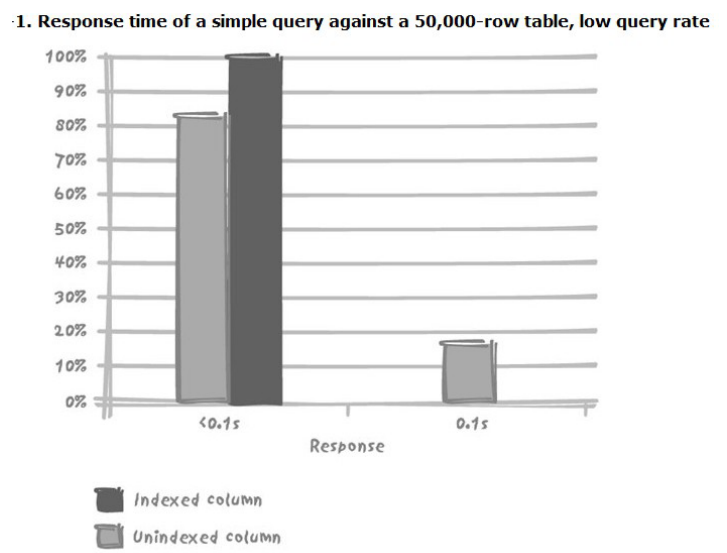 1. Response time of a simple query against a 50,000-row table, low query rate
100%
90%
80%
70%
60%
50%
40%
30%
20%
10%
0%
<0.1s
0.1s
Response
Indexed column
Unindexed column